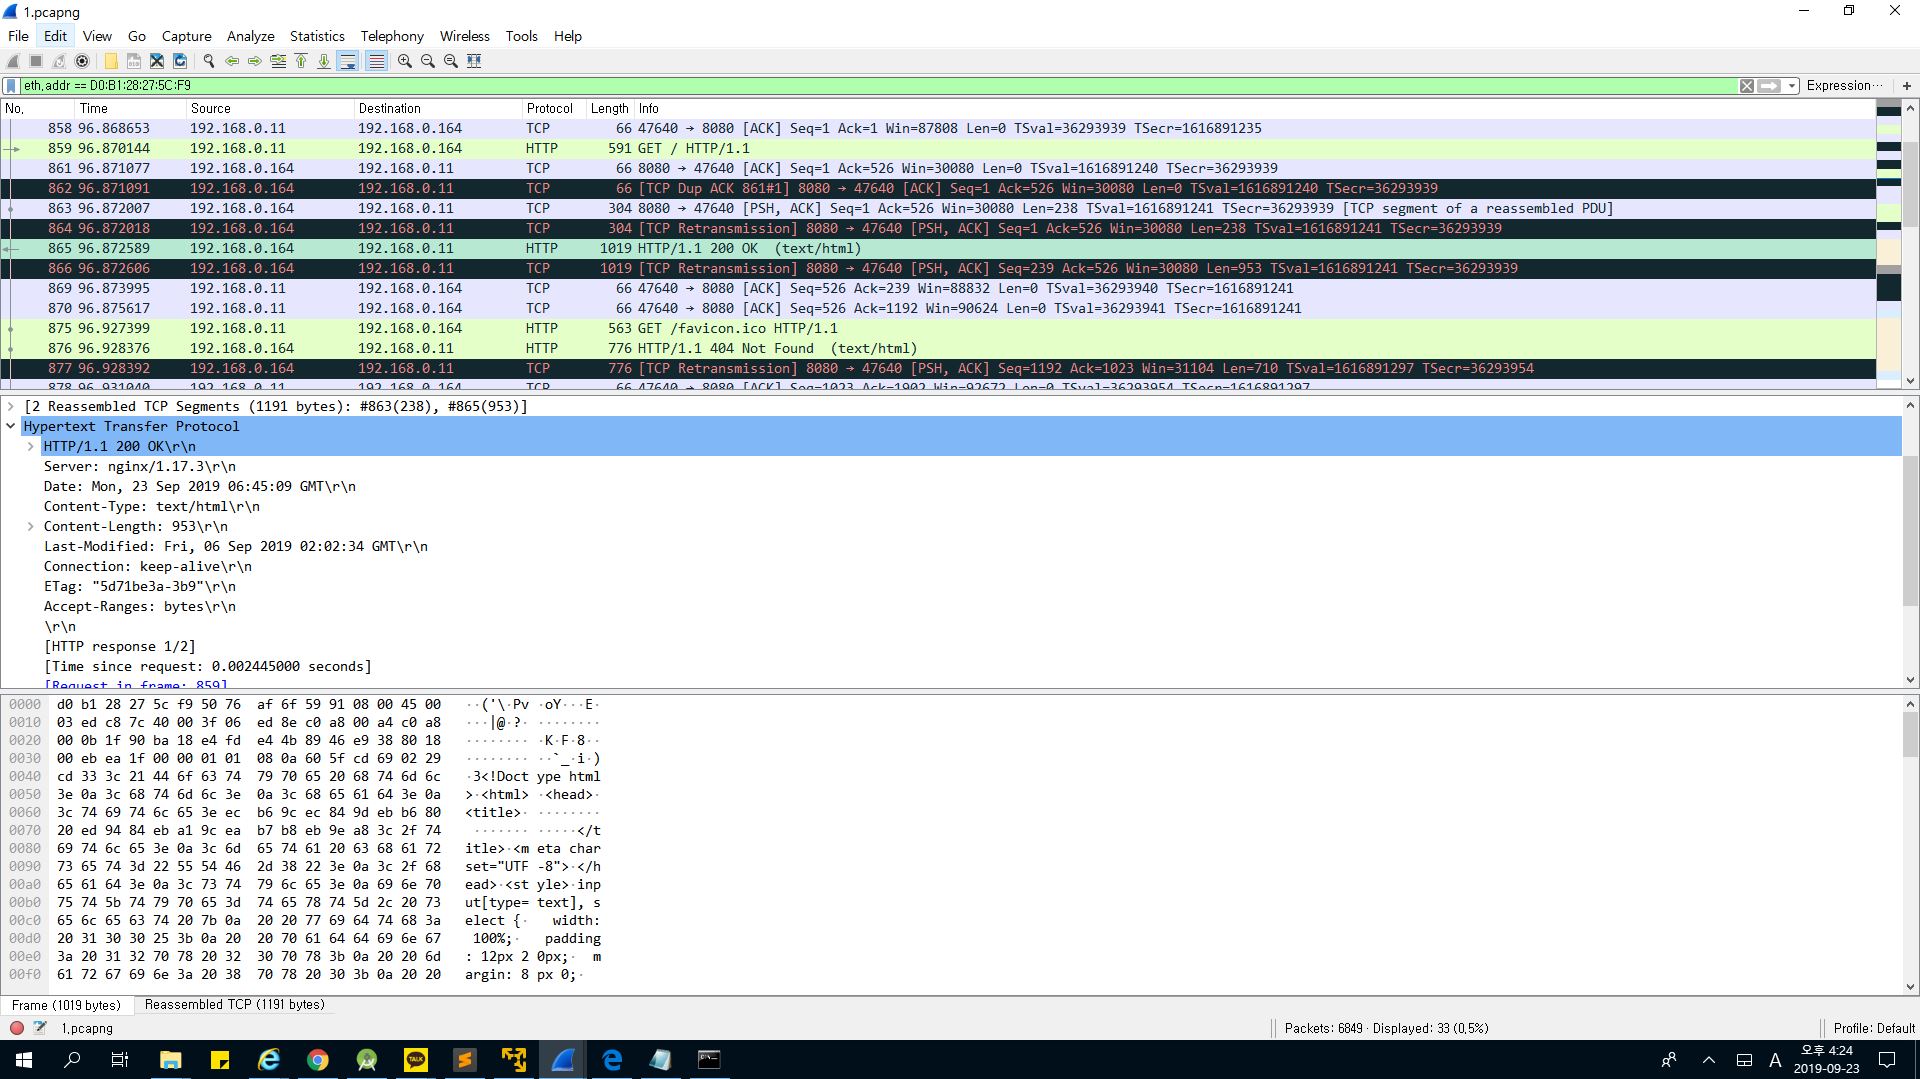 1.pcapng
File Edit View Go Capture Analyze Statistics Telephony Wireless Tools Help
eth.addr == D0:B1:28:27:5C:F9 Expression… +
No. Time Source Destination Protocol Length Info
858 96.868653 192.168.0.11 192.168.0.164 TCP 66 47640 → 8080 [ACK] Seq=1 Ack=1 Win=87808 Len=0 TSval=36293939 TSecr=1616891235
859 96.870144 192.168.0.11 192.168.0.164 HTTP 591 GET / HTTP/1.1
861 96.871077 192.168.0.164 192.168.0.11 TCP 66 8080 → 47640 [ACK] Seq=1 Ack=526 Win=30080 Len=0 TSval=1616891240 TSecr=36293939
862 96.871091 192.168.0.164 192.168.0.11 TCP 66 [TCP Dup ACK 861#1] 8080 → 47640 [ACK] Seq=1 Ack=526 Win=30080 Len=0 TSval=1616891240 TSecr=36293939
863 96.872007 192.168.0.164 192.168.0.11 TCP 304 8080 → 47640 [PSH, ACK] Seq=1 Ack=526 Win=30080 Len=238 TSval=1616891241 TSecr=36293939 [TCP segment of a reassembled PDU]
864 96.872018 192.168.0.164 192.168.0.11 TCP 304 [TCP Retransmission] 8080 → 47640 [PSH, ACK] Seq=1 Ack=526 Win=30080 Len=238 TSval=1616891241 TSecr=36293939
865 96.872589 192.168.0.164 192.168.0.11 HTTP 1019 HTTP/1.1 200 OK  (text/html)
866 96.872606 192.168.0.164 192.168.0.11 TCP 1019 [TCP Retransmission] 8080 → 47640 [PSH, ACK] Seq=239 Ack=526 Win=30080 Len=953 TSval=1616891241 TSecr=36293939
869 96.873995 192.168.0.11 192.168.0.164 TCP 66 47640 → 8080 [ACK] Seq=526 Ack=239 Win=88832 Len=0 TSval=36293940 TSecr=1616891241
870 96.875617 192.168.0.11 192.168.0.164 TCP 66 47640 → 8080 [ACK] Seq=526 Ack=1192 Win=90624 Len=0 TSval=36293941 TSecr=1616891241
875 96.927399 192.168.0.11 192.168.0.164 HTTP 563 GET /favicon.ico HTTP/1.1
876 96.928376 192.168.0.164 192.168.0.11 HTTP 776 HTTP/1.1 404 Not Found  (text/html)
877 96.928392 192.168.0.164 192.168.0.11 TCP 776 [TCP Retransmission] 8080 → 47640 [PSH, ACK] Seq=1192 Ack=1023 Win=31104 Len=710 TSval=1616891297 TSecr=36293954
878 96.931040 192.168.0.11 192.168.0.164 TCP 66 47640 → 8080 [ACK] Seq=1023 Ack=1902 Win=92672 Len=0 TSval=36293954 TSecr=1616891297
[2 Reassembled TCP Segments (1191 bytes): #863(238), #865(953)]
Hypertext Transfer Protocol
HTTP/1.1 200 OK\r\n
Server: nginx/1.17.3\r\n
Date: Mon, 23 Sep 2019 06:45:09 GMT\r\n
Content-Type: text/html\r\n
Content-Length: 953\r\n
Last-Modified: Fri, 06 Sep 2019 02:02:34 GMT\r\n
Connection: keep-alive\r\n
ETag: "5d71be3a-3b9"\r\n
Accept-Ranges: bytes\r\n
\r\n
[HTTP response 1/2]
[Time since request: 0.002445000 seconds]
[Request in frame: 859]
0000 d0 b1 28 27 5c f9 50 76 af 6f 59 91 08 00 45 00 ··('\·Pv ·oY···E·
0010 03 ed c8 7c 40 00 3f 06 ed 8e c0 a8 00 a4 c0 a8 ···|@·?· ········
0020 00 0b 1f 90 ba 18 e4 fd e4 4b 89 46 e9 38 80 18 ········ ·K·F·8··
0030 00 eb ea 1f 00 00 01 01 08 0a 60 5f cd 69 02 29 ········ ··`_·i·)
0040 cd 33 3c 21 44 6f 63 74 79 70 65 20 68 74 6d 6c ·3<!Doct ype html
0050 3e 0a 3c 68 74 6d 6c 3e 0a 3c 68 65 61 64 3e 0a >·<html> ·<head>·
0060 3c 74 69 74 6c 65 3e ec b6 9c ec 84 9d eb b6 80 <title>· ········
0070 20 ed 94 84 eb a1 9c ea b7 b8 eb 9e a8 3c 2f 74 ······· ·····</t
0080 69 74 6c 65 3e 0a 3c 6d 65 74 61 20 63 68 61 72 itle>·<m eta char
0090 73 65 74 3d 22 55 54 46 2d 38 22 3e 0a 3c 2f 68 set="UTF -8">·</h
00a0 65 61 64 3e 0a 3c 73 74 79 6c 65 3e 0a 69 6e 70 ead>·<st yle>·inp
00b0 75 74 5b 74 79 70 65 3d 74 65 78 74 5d 2c 20 73 ut[type= text], s
00c0 65 6c 65 63 74 20 7b 0a 20 20 77 69 64 74 68 3a elect {·   width:
00d0 20 31 30 30 25 3b 0a 20 20 70 61 64 64 69 6e 67  100%;·   padding
00e0 3a 20 31 32 70 78 20 32 30 70 78 3b 0a 20 20 6d : 12px 2 0px;·  m
00f0 61 72 67 69 6e 3a 20 38 70 78 20 30 3b 0a 20 20 argin: 8 px 0;·
Frame (1019 bytes) Reassembled TCP (1191 bytes)
1.pcapng Packets: 6849 · Displayed: 33 (0.5%) Profile: Default
TALK
A 오후 4:24
2019-09-23